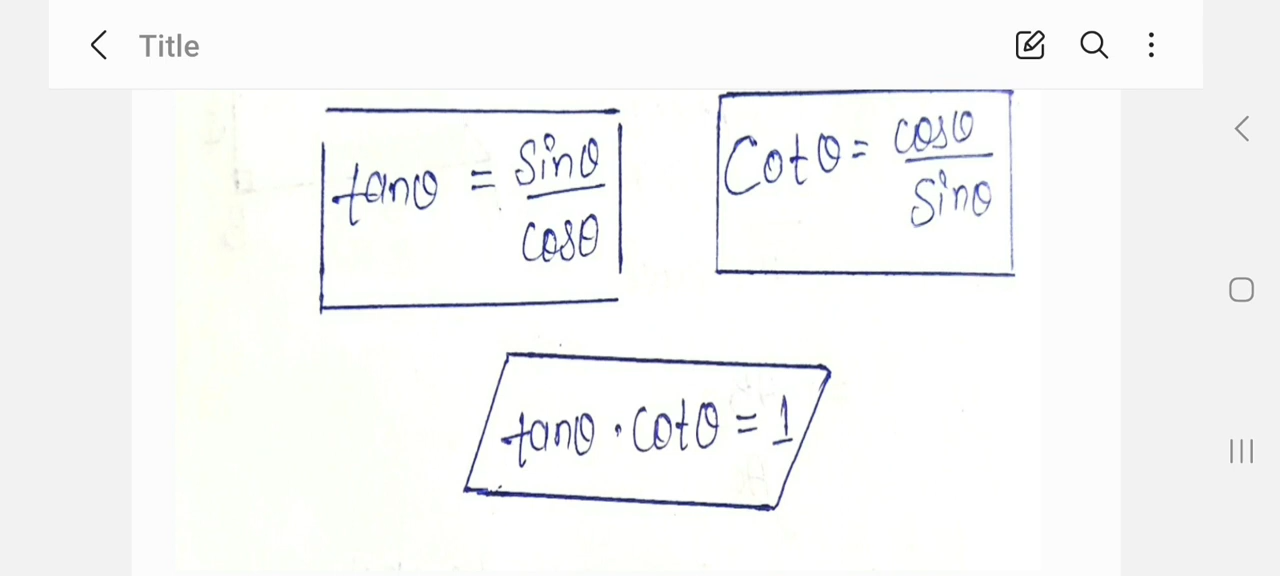 Title
tanθ = Sinθ/cosθ
Cotθ = cosθ/Sinθ
tanθ · Cotθ = 1